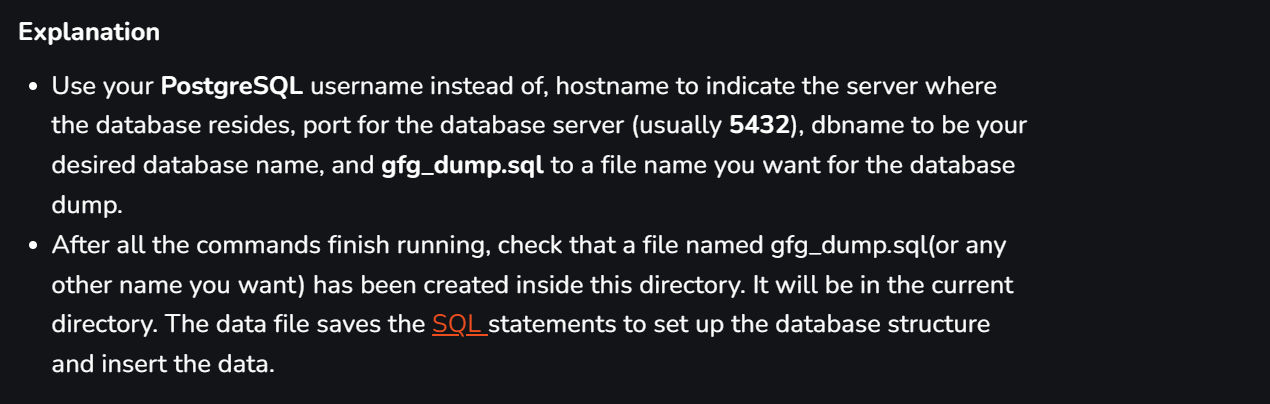 Explanation
• Use your PostgreSQL username instead of, hostname to indicate the server where
the database resides, port for the database server (usually 5432), dbname to be your
desired database name, and gfg_dump.sql to a file name you want for the database
dump.
• After all the commands finish running, check that a file named gfg_dump.sql(or any
other name you want) has been created inside this directory. It will be in the current
directory. The data file saves the SQL statements to set up the database structure
and insert the data.